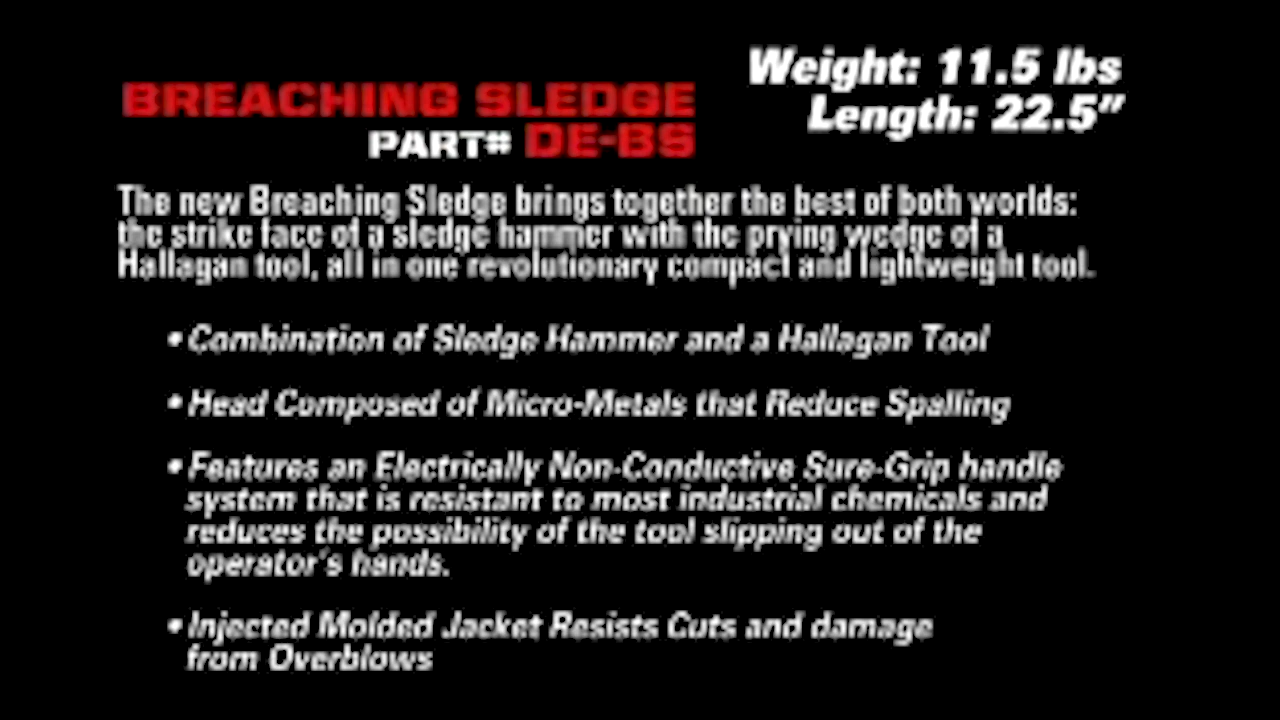 BREACHING SLEDGE
PART# DE-BS
Weight: 11.5 lbs
Length: 22.5”
The new Breaching Sledge brings together the best of both worlds:
the strike face of a sledge hammer with the prying wedge of a
Hallagan tool, all in one revolutionary compact and lightweight tool.
• Combination of Sledge Hammer and a Hallagan Tool
• Head Composed of Micro-Metals that Reduce Spalling
• Features an Electrically Non-Conductive Sure-Grip handle
system that is resistant to most industrial chemicals and
reduces the possibility of the tool slipping out of the
operator's hands.
• Injected Molded Jacket Resists Cuts and damage
from Overblows